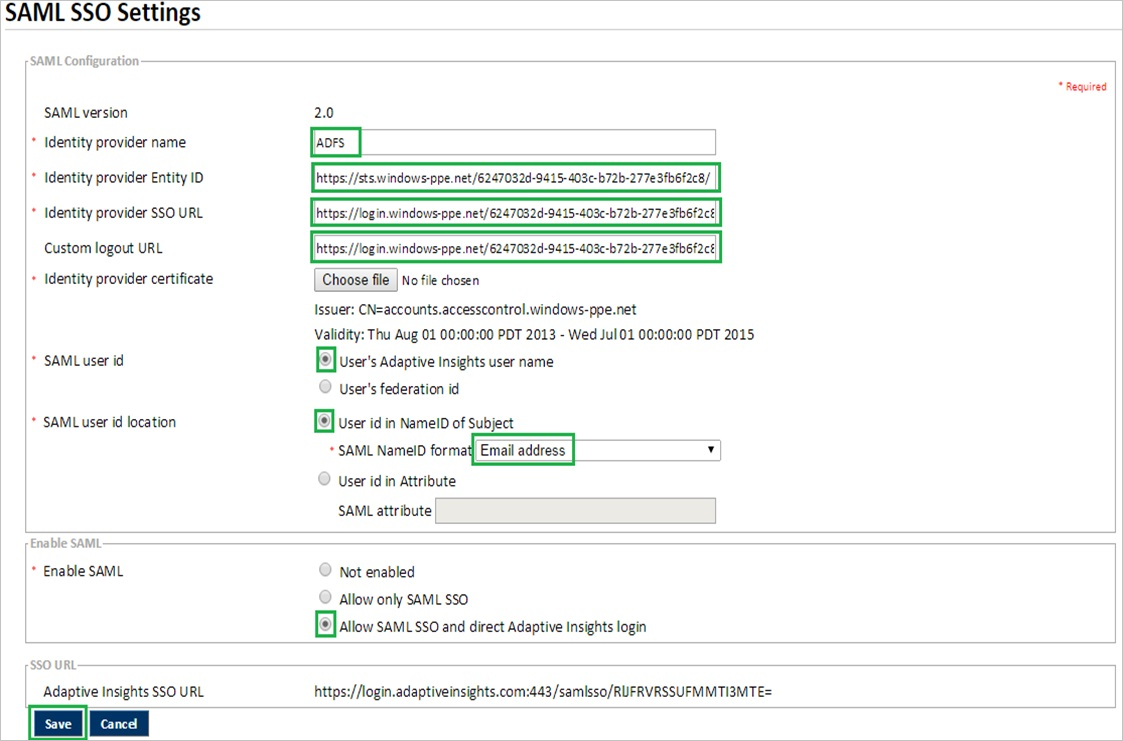 SAML SSO Settings
SAML Configuration
* Required
SAML version 2.0
* Identity provider name ADFS
* Identity provider Entity ID https://sts.windows-ppe.net/6247032d-9415-403c-b72b-277e3fb6f2c8/
* Identity provider SSO URL https://login.windows-ppe.net/6247032d-9415-403c-b72b-277e3fb6f2c8
Custom logout URL https://login.windows-ppe.net/6247032d-9415-403c-b72b-277e3fb6f2c8
* Identity provider certificate Choose file No file chosen
Issuer: CN=accounts.accesscontrol.windows-ppe.net
Validity: Thu Aug 01 00:00:00 PDT 2013 - Wed Jul 01 00:00:00 PDT 2015
* SAML user id User's Adaptive Insights user name
User's federation id
* SAML user id location User id in NameID of Subject
* SAML NameID format Email address
User id in Attribute
SAML attribute
Enable SAML
* Enable SAML Not enabled
Allow only SAML SSO
Allow SAML SSO and direct Adaptive Insights login
SSO URL
Adaptive Insights SSO URL https://login.adaptiveinsights.com:443/samlsso/RlJFRVRSSUFMMTI3MTE=
Save Cancel